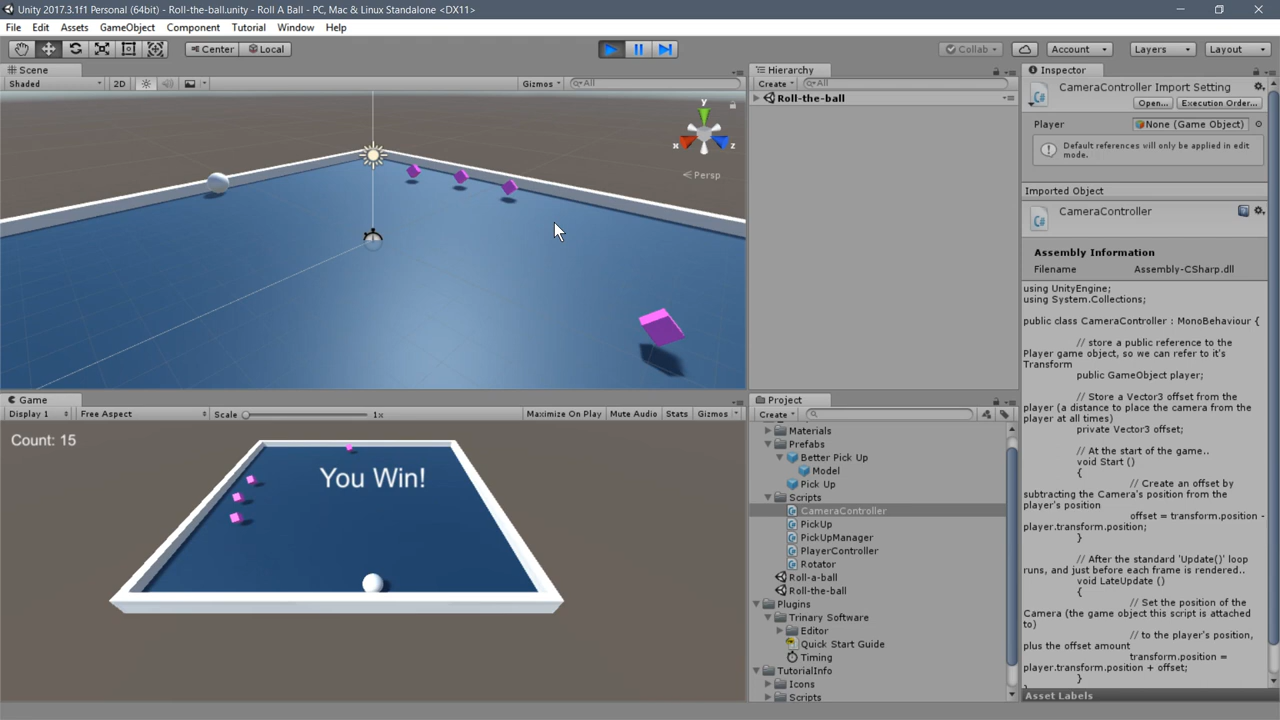 Unity 2017.3.1f1 Personal (64bit) - Roll-the-ball.unity - Roll A Ball - PC, Mac & Linux Standalone <DX11>
File Edit Assets GameObject Component Tutorial Window Help
Center Local Collab Account Layers Layout
Scene
Shaded 2D Gizmos All
y
x z
Persp
Game
Display 1 Free Aspect Scale 1x Maximize On Play Mute Audio Stats Gizmos
Count: 15
You Win!
Hierarchy
Create All
Roll-the-ball
Project
Create
Materials
Prefabs
Better Pick Up
Model
Pick Up
Scripts
CameraController
PickUp
PickUpManager
PlayerController
Rotator
Roll-a-ball
Roll-the-ball
Plugins
Trinary Software
Editor
Quick Start Guide
Timing
TutorialInfo
Icons
Scripts
Inspector
CameraController Import Setting
Open... Execution Order...
Player None (Game Object)
Default references will only be applied in edit
mode.
Imported Object
CameraController
Assembly Information
Filename Assembly-CSharp.dll
using UnityEngine;
using System.Collections;
public class CameraController : MonoBehaviour {
// store a public reference to the
Player game object, so we can refer to it's
Transform
public GameObject player;
// Store a Vector3 offset from the
player (a distance to place the camera from the
player at all times)
private Vector3 offset;
// At the start of the game..
void Start ()
{
// Create an offset by
subtracting the Camera's position from the
player's position
offset = transform.position -
player.transform.position;
}
// After the standard 'Update()' loop
runs, and just before each frame is rendered..
void LateUpdate ()
{
// Set the position of the
Camera (the game object this script is attached
to)
// to the player's position,
plus the offset amount
transform.position =
player.transform.position + offset;
}
Asset Labels